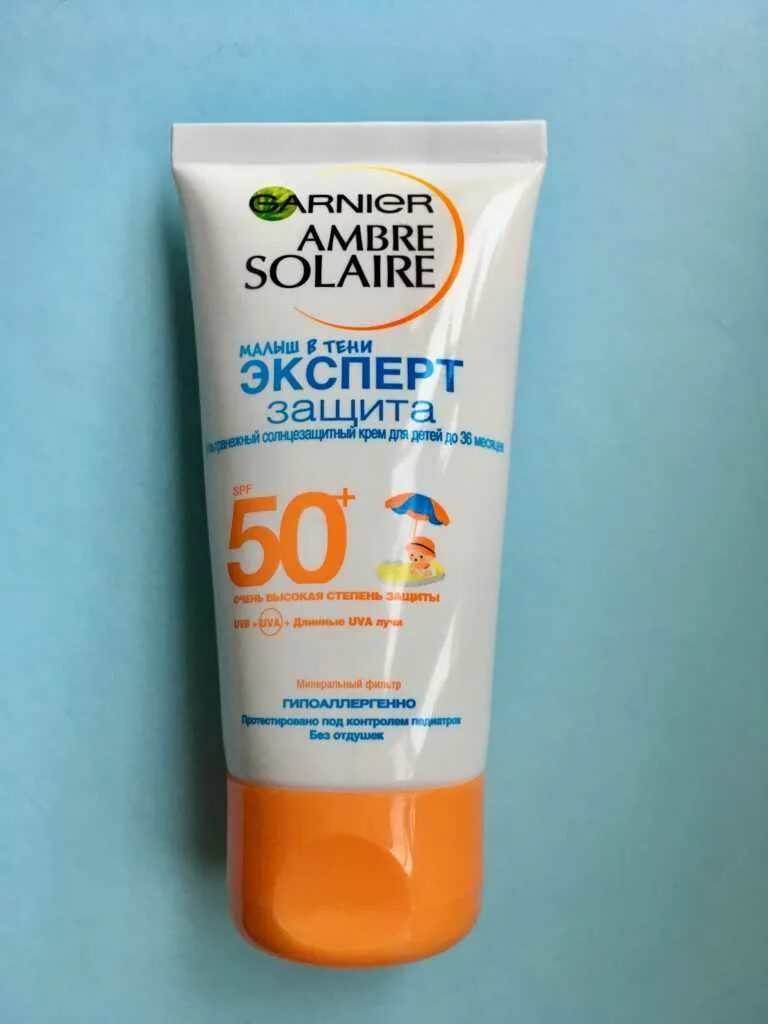 GARNIER
AMBRE
SOLAIRE
МАЛЫШ В ТЕНИ
ЭКСПЕРТ
защита
солнцезащитный крем для детей до 36 месяцев
SPF
50+
ОЧЕНЬ ВЫСОКАЯ СТЕПЕНЬ ЗАЩИТЫ
UVB + UVA + Длинные UVA лучи
Минеральный фильтр
ГИПОАЛЛЕРГЕННО
Протестировано под контролем педиатров
Без отдушек